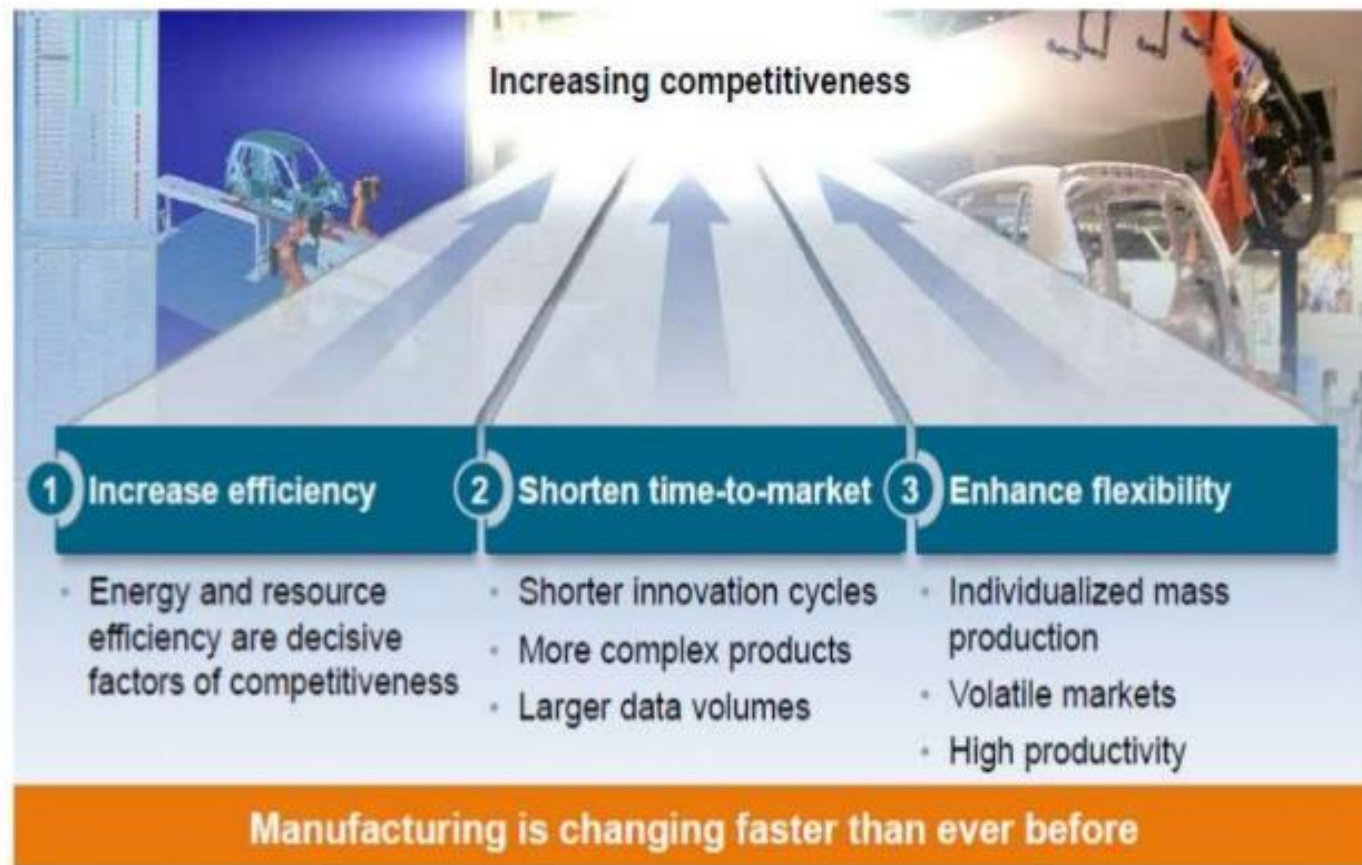 Increasing competitiveness
1 Increase efficiency
• Energy and resource
efficiency are decisive
factors of competitiveness
2 Shorten time-to-market
• Shorter innovation cycles
• More complex products
• Larger data volumes
3 Enhance flexibility
• Individualized mass
production
• Volatile markets
• High productivity
Manufacturing is changing faster than ever before